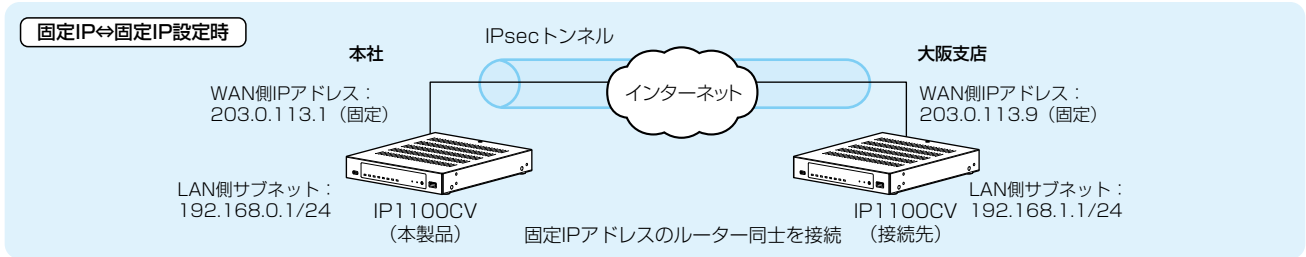 固定IP⇔固定IP設定時
IPsecトンネル
本社
大阪支店
WAN側IPアドレス：
203.0.113.1（固定）
インターネット
WAN側IPアドレス：
203.0.113.9（固定）
LAN側サブネット：
192.168.0.1/24
IP1100CV
（本製品）
固定IPアドレスのルーター同士を接続
IP1100CV
（接続先）
LAN側サブネット：
192.168.1.1/24